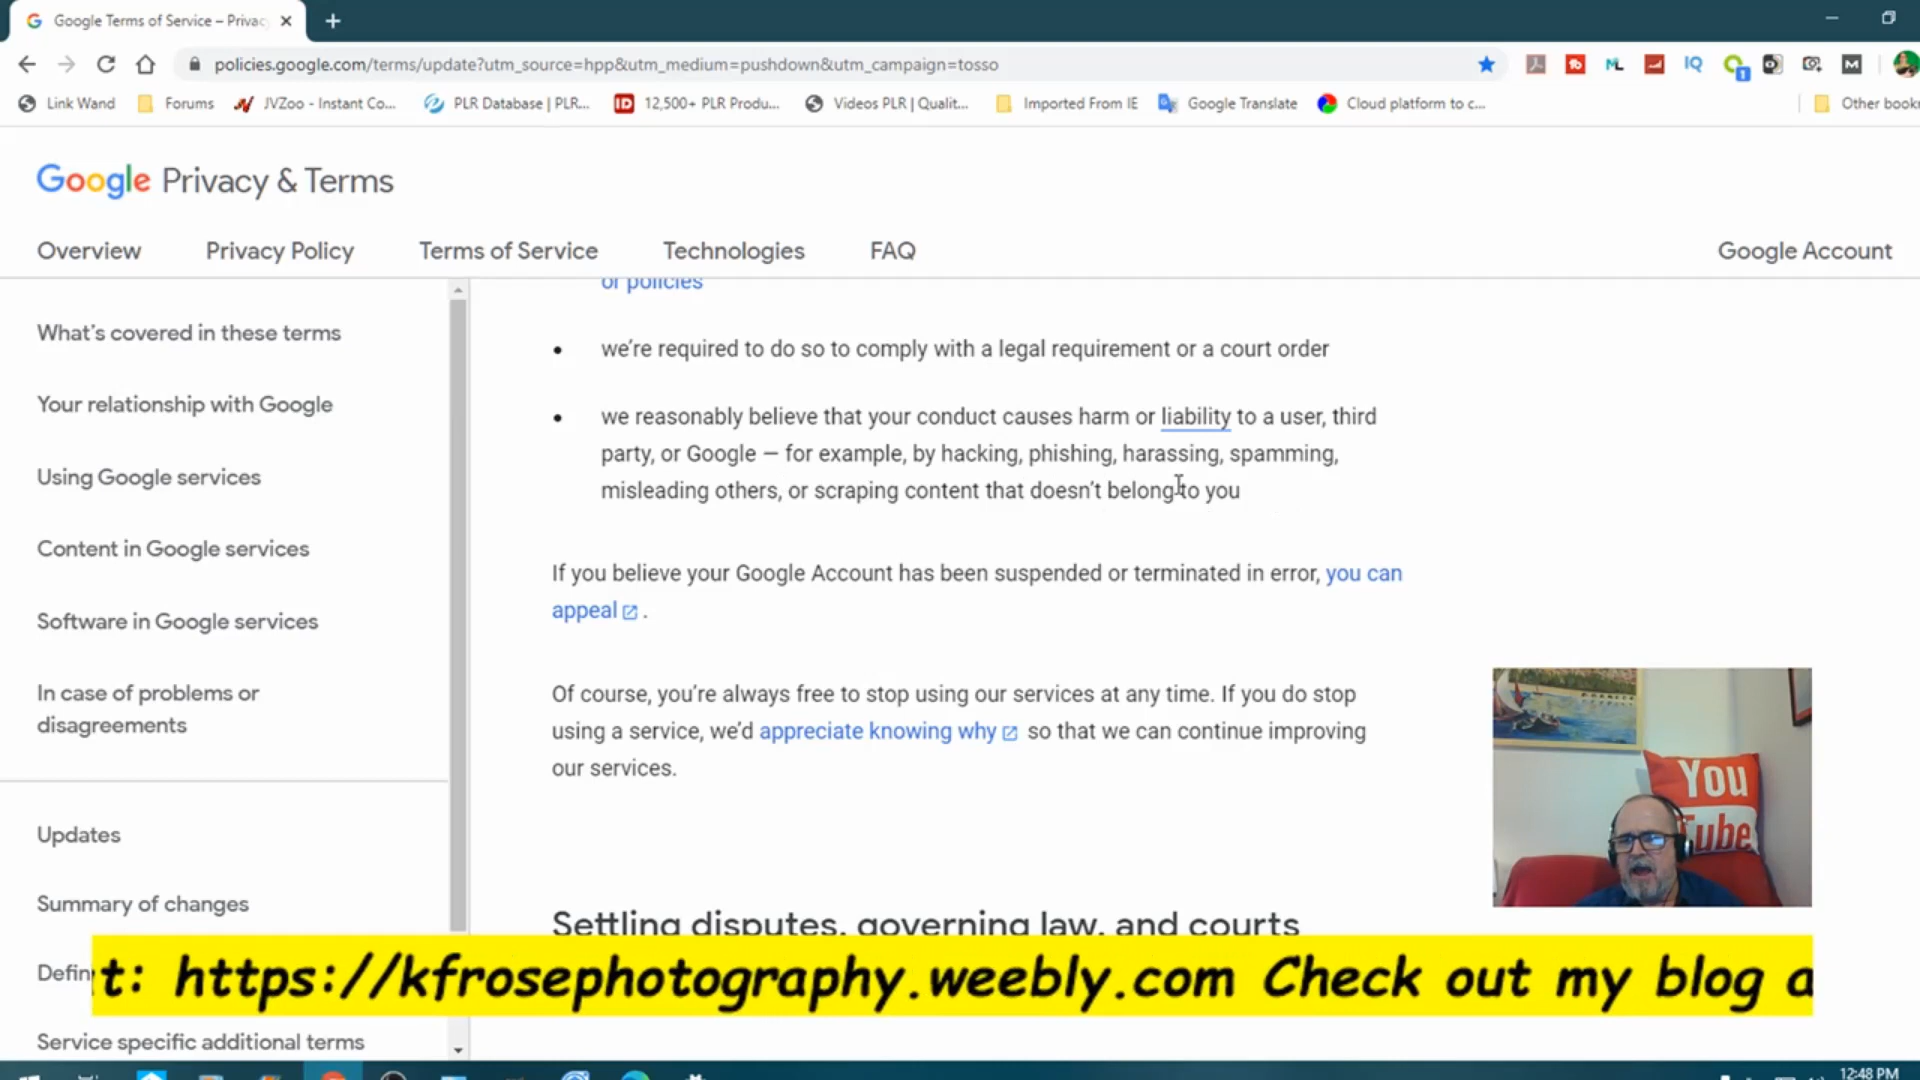 Google Terms of Service – Privac
policies.google.com/terms/update?utm_source=hpp&utm_medium=pushdown&utm_campaign=tosso
Link Wand
Forums
JVZoo - Instant Co...
PLR Database | PLR...
12,500+ PLR Produ...
Videos PLR | Qualit...
Imported From IE
Google Translate
Cloud platform to c...
Other book
Google Privacy & Terms
Overview
Privacy Policy
Terms of Service
Technologies
FAQ
Google Account
What's covered in these terms
Your relationship with Google
Using Google services
Content in Google services
Software in Google services
In case of problems or
disagreements
Updates
Summary of changes
Defin
Service specific additional terms
or policies
• we're required to do so to comply with a legal requirement or a court order
• we reasonably believe that your conduct causes harm or liability to a user, third
party, or Google — for example, by hacking, phishing, harassing, spamming,
misleading others, or scraping content that doesn't belong to you
If you believe your Google Account has been suspended or terminated in error, you can
appeal .
Of course, you're always free to stop using our services at any time. If you do stop
using a service, we'd appreciate knowing why so that we can continue improving
our services.
Settling disputes, governing law, and courts
You
Tube
t: https://kfrosephotography.weebly.com Check out my blog a
12:48 PM